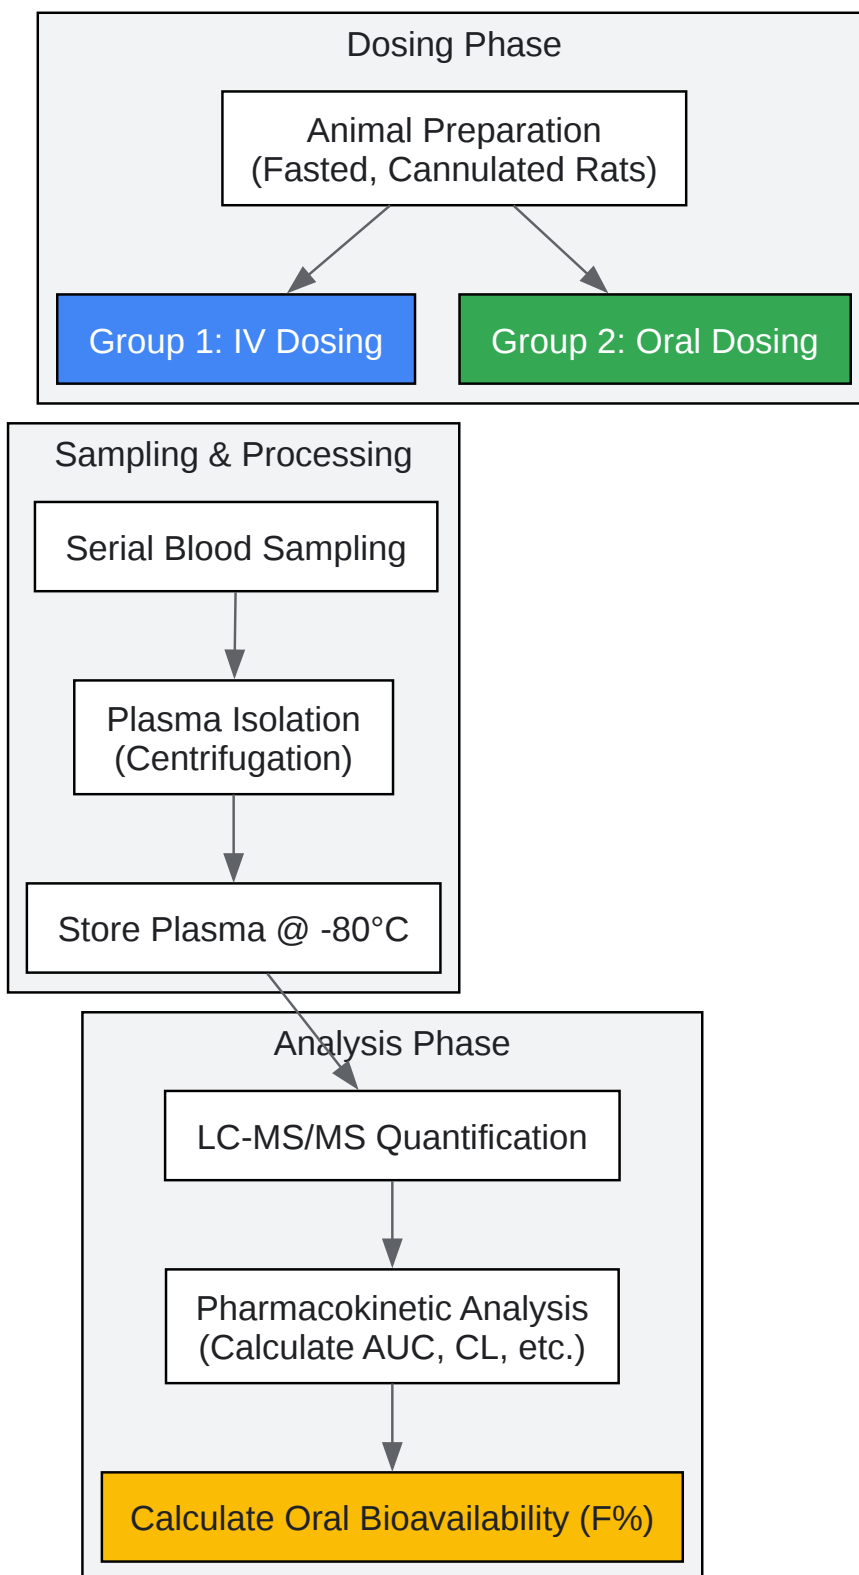 Dosing Phase
Animal Preparation
(Fasted, Cannulated Rats)
Group 1: IV Dosing
Group 2: Oral Dosing
Sampling & Processing
Serial Blood Sampling
Plasma Isolation
(Centrifugation)
Store Plasma @ -80°C
Analysis Phase
LC-MS/MS Quantification
Pharmacokinetic Analysis
(Calculate AUC, CL, etc.)
Calculate Oral Bioavailability (F%)